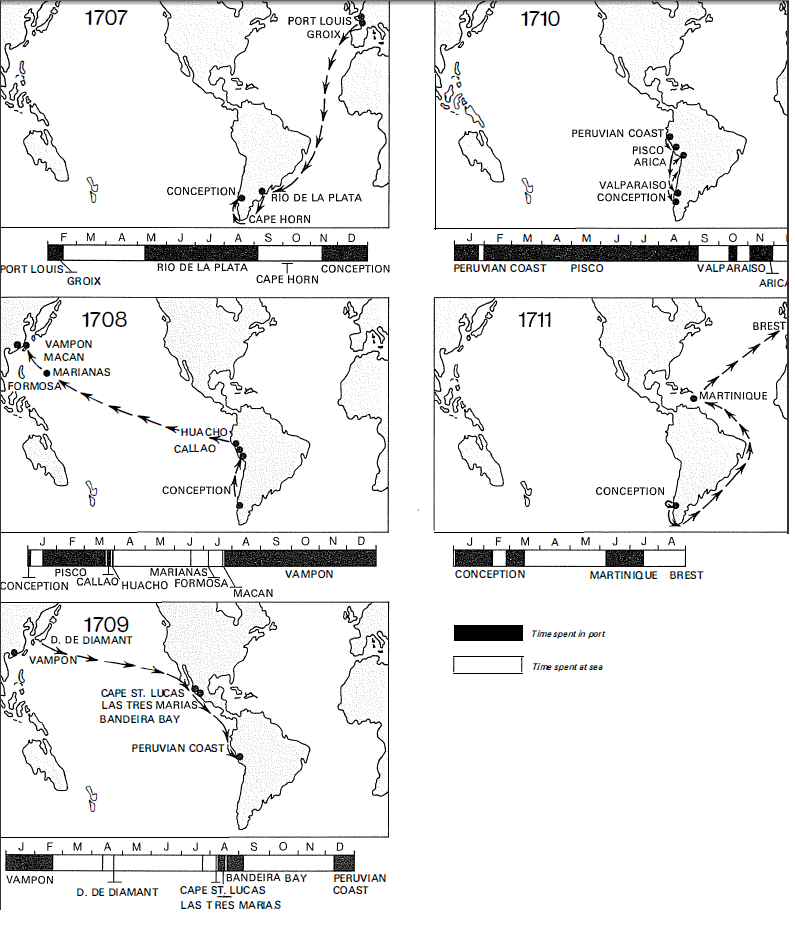 1707
PORT LOUIS
GROIX
CONCEPTION
RIO DE LA PLATA
CAPE HORN
F M A M J J A S O N D
PORT LOUIS
GROIX
RIO DE LA PLATA
CAPE HORN
CONCEPTION
1708
VAMPON
MACAN
MARIANAS
FORMOSA
HUACHO
CALLAO
CONCEPTION
J F M A M J J A S O N D
CONCEPTION
PISCO
CALLAO
HUACHO
MARIANAS
FORMOSA
MACAN
VAMPON
1709
D. DE DIAMANT
VAMPON
CAPE ST. LUCAS
LAS TRES MARIAS
BANDEIRA BAY
PERUVIAN COAST
J F M A M J J A S O N D
VAMPON
D. DE DIAMANT
CAPE ST. LUCAS
LAS TRES MARIAS
BANDEIRA BAY
PERUVIAN
COAST
1710
PERUVIAN COAST
PISCO
ARICA
VALPARAISO
CONCEPTION
J F M A M J J A S O N
PERUVIAN COAST
PISCO
VALPARAISO
ARICA
1711
BREST
MARTINIQUE
CONCEPTION
J F M A M J J A
CONCEPTION
MARTINIQUE
BREST
Time spent in port
Time spent at sea